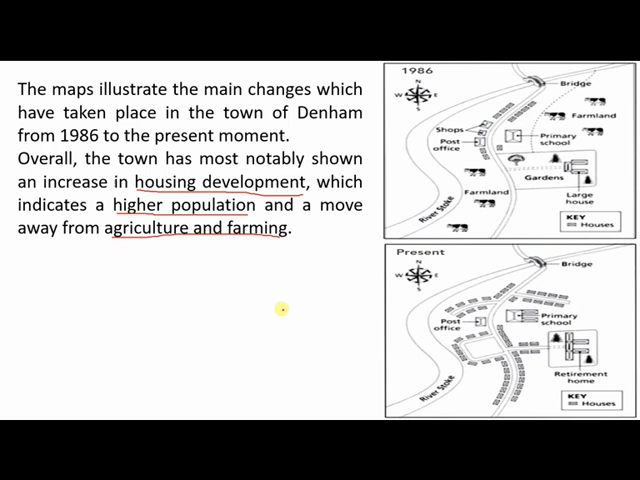 The maps illustrate the main changes which
have taken place in the town of Denham
from 1986 to the present moment.
Overall, the town has most notably shown
an increase in housing development, which
indicates a higher population and a move
away from agriculture and farming.
1986
N
W E
S
Bridge
Farmland
Shops
Post
office
Primary
school
Gardens
Farmland
Large
house
River Stoke
KEY
Houses
Present
N
W E
S
Bridge
Post
office
Primary
school
Retirement
home
River Stoke
KEY
Houses